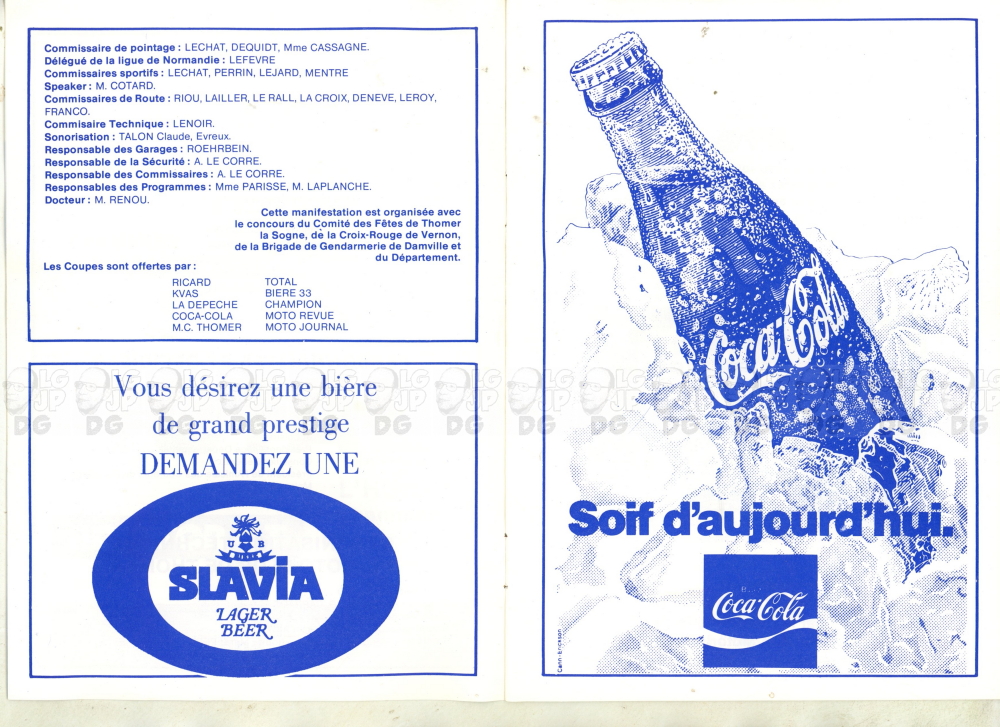 Commissaire de pointage : LECHAT, DEQUIDT, Mme CASSAGNE.
Délégué de la ligue de Normandie : LEFEVRE
Commissaires sportifs : LECHAT, PERRIN, LEJARD, MENTRE
Speaker : M. COTARD.
Commissaires de Route : RIOU, LAILLER, LE RALL, LA CROIX, DENEVE, LEROY,
FRANCO.
Commisaire Technique : LENOIR.
Sonorisation : TALON Claude, Evreux.
Responsable des Garages : ROEHRBEIN.
Responsable de la Sécurité : A. LE CORRE.
Responsable des Commissaires : A. LE CORRE.
Responsables des Programmes : Mme PARISSE, M. LAPLANCHE.
Docteur : M. RENOU.
Cette manifestation est organisée avec
le concours du Comité des Fêtes de Thomer
la Sogne, de la Croix-Rouge de Vernon,
de la Brigade de Gendarmerie de Damville et
du Département.
Les Coupes sont offertes par :
RICARD TOTAL
KVAS BIERE 33
LA DEPECHE CHAMPION
COCA-COLA MOTO REVUE
M.C. THOMER MOTO JOURNAL
Vous désirez une bière
de grand prestige
DEMANDEZ UNE
U B
SLAVIA
LAGER
BEER
Coca-Cola
Soif d'aujourd'hui.
Coca-Cola
Cann-Erickson
LG JP DG